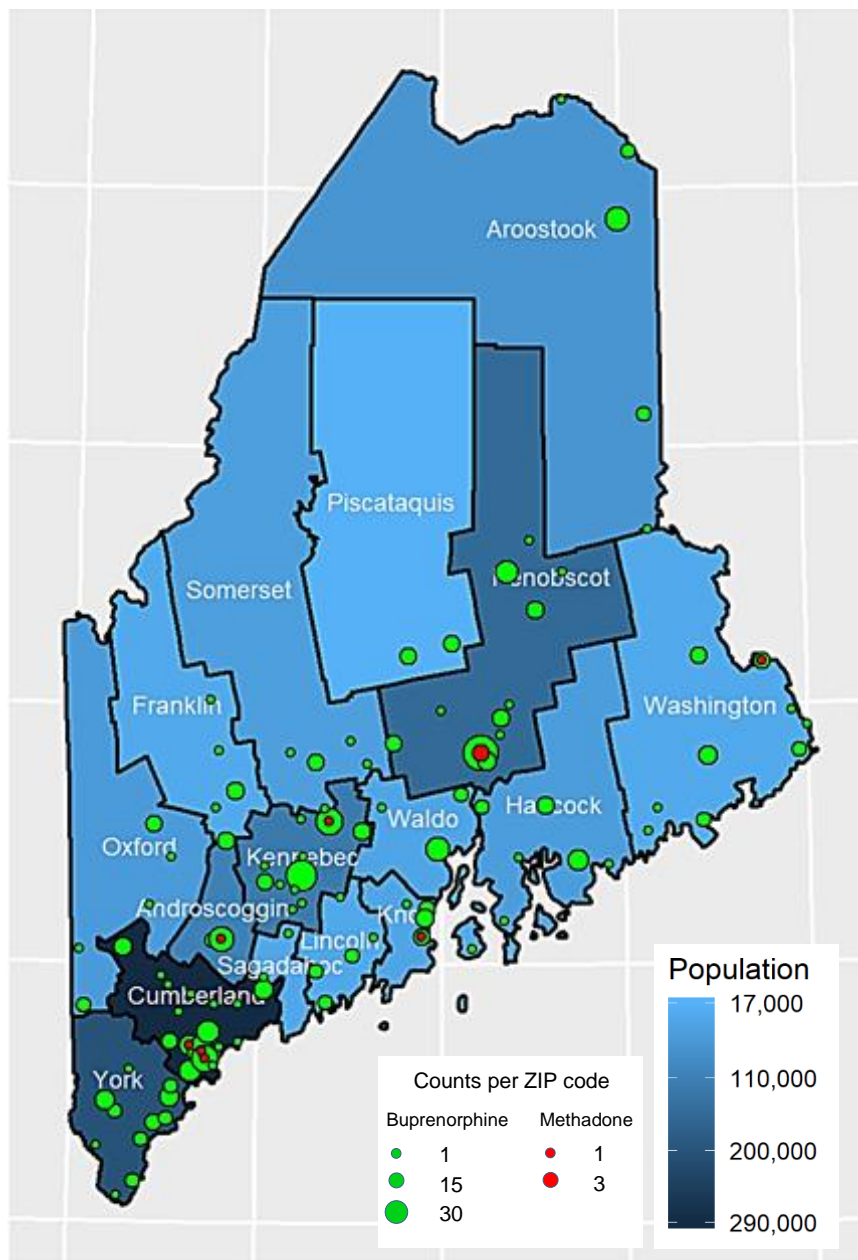 Aroostook
Piscataquis
Penobscot
Somerset
Franklin
Washington
Hancock
Waldo
Oxford
Kennebec
Androscoggin
Knox
Lincoln
Sagadahoc
Cumberland
York
Population
17,000
110,000
200,000
290,000
Counts per ZIP code
Buprenorphine Methadone
1 1
15 3
30